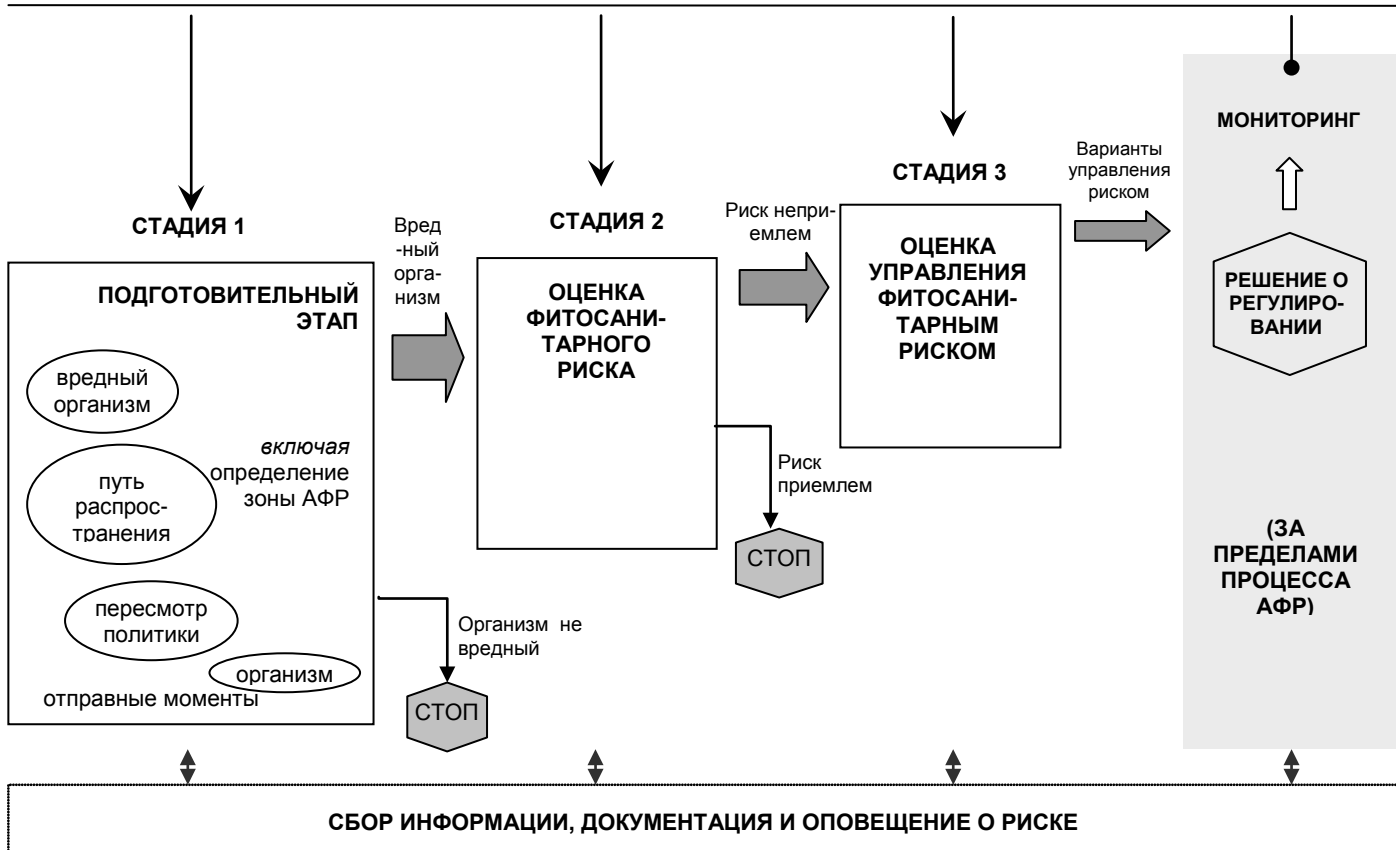 СТАДИЯ 1
ПОДГОТОВИТЕЛЬНЫЙ
ЭТАП
вредный
организм
включая
определение
зоны АФР
путь
распрос-
транения
пересмотр
политики
организм
отправные моменты
Вред
-ный
орга-
низм
Организм не
вредный
СТОП
СТАДИЯ 2
ОЦЕНКА
ФИТОСАНИ-
ТАРНОГО
РИСКА
Риск непри-
емлем
Риск
приемлем
СТОП
СТАДИЯ 3
ОЦЕНКА
УПРАВЛЕНИЯ
ФИТОСАНИ-
ТАРНЫМ
РИСКОМ
Варианты
управления
риском
МОНИТОРИНГ
РЕШЕНИЕ О
РЕГУЛИРО-
ВАНИИ
(ЗА
ПРЕДЕЛАМИ
ПРОЦЕССА
АФР)
СБОР ИНФОРМАЦИИ, ДОКУМЕНТАЦИЯ И ОПОВЕЩЕНИЕ О РИСКЕ